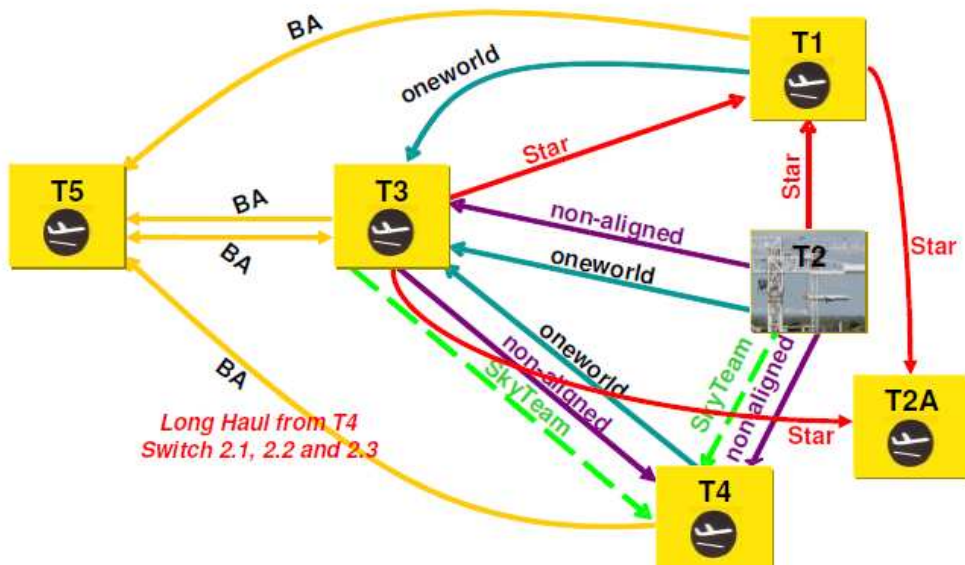 BA
T1
oneworld
Star
Star
T5
BA
T3
non-aligned
T2
Star
BA
oneworld
BA
oneworld
non-aligned
SkyTeam
SkyTeam
non-aligned
Long Haul from T4
Switch 2.1, 2.2 and 2.3
Star
T2A
T4